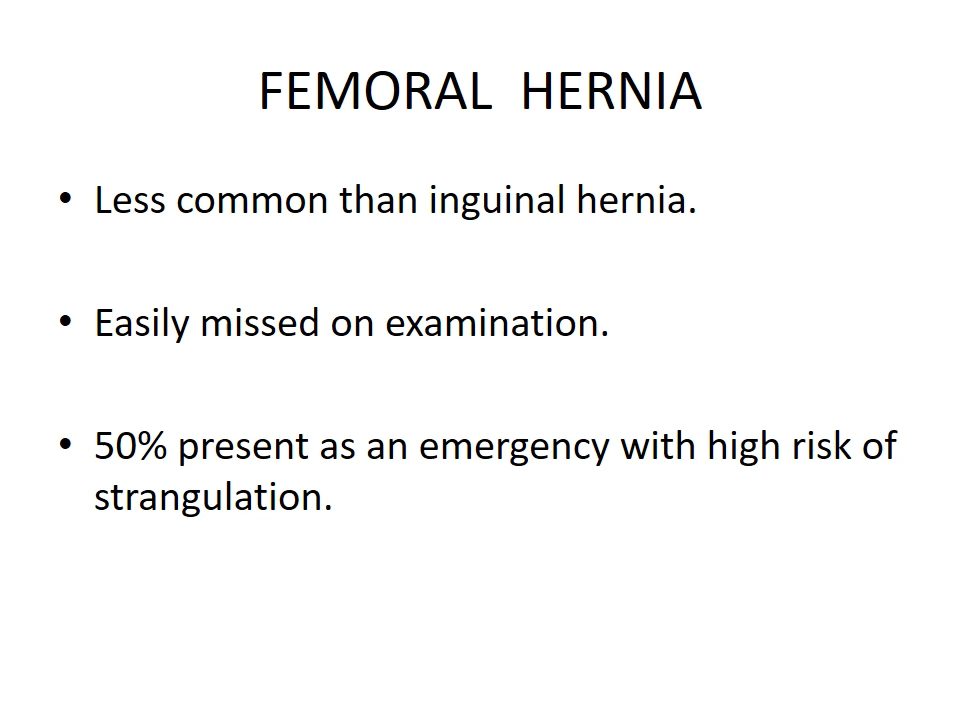 FEMORAL  HERNIA
• Less common than inguinal hernia.
• Easily missed on examination.
• 50% present as an emergency with high risk of
strangulation.